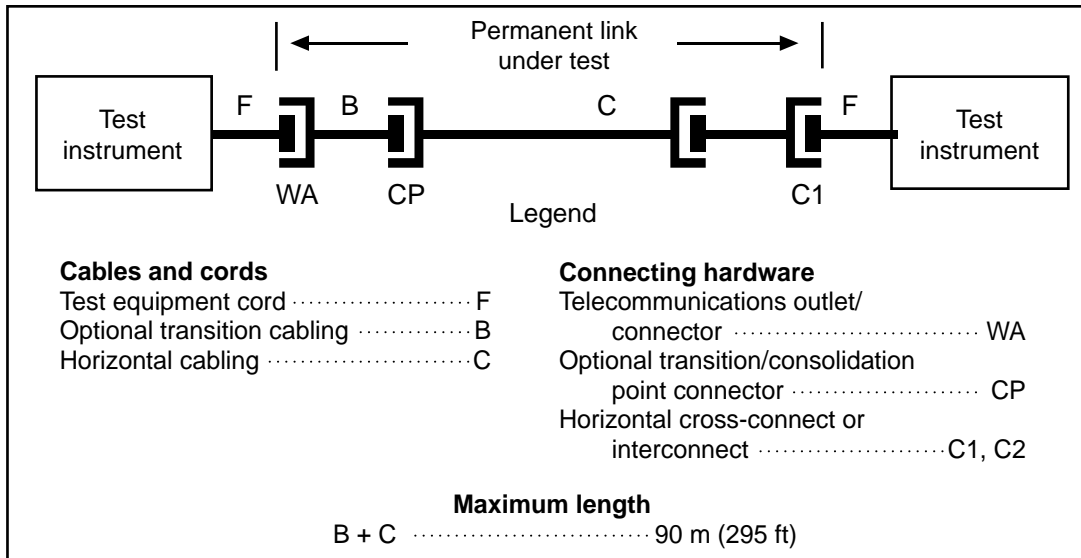 Permanent link
under test
F
B
C
F
Test
instrument
Test
instrument
WA
CP
C1
Legend
Cables and cords
Test equipment cord ........................ F
Optional transition cabling ................ B
Horizontal cabling ........................... C
Connecting hardware
Telecommunications outlet/
connector ................................ WA
Optional transition/consolidation
point connector ......................... CP
Horizontal cross-connect or
interconnect ........................ C1, C2
Maximum length
B + C ............................ 90 m (295 ft)